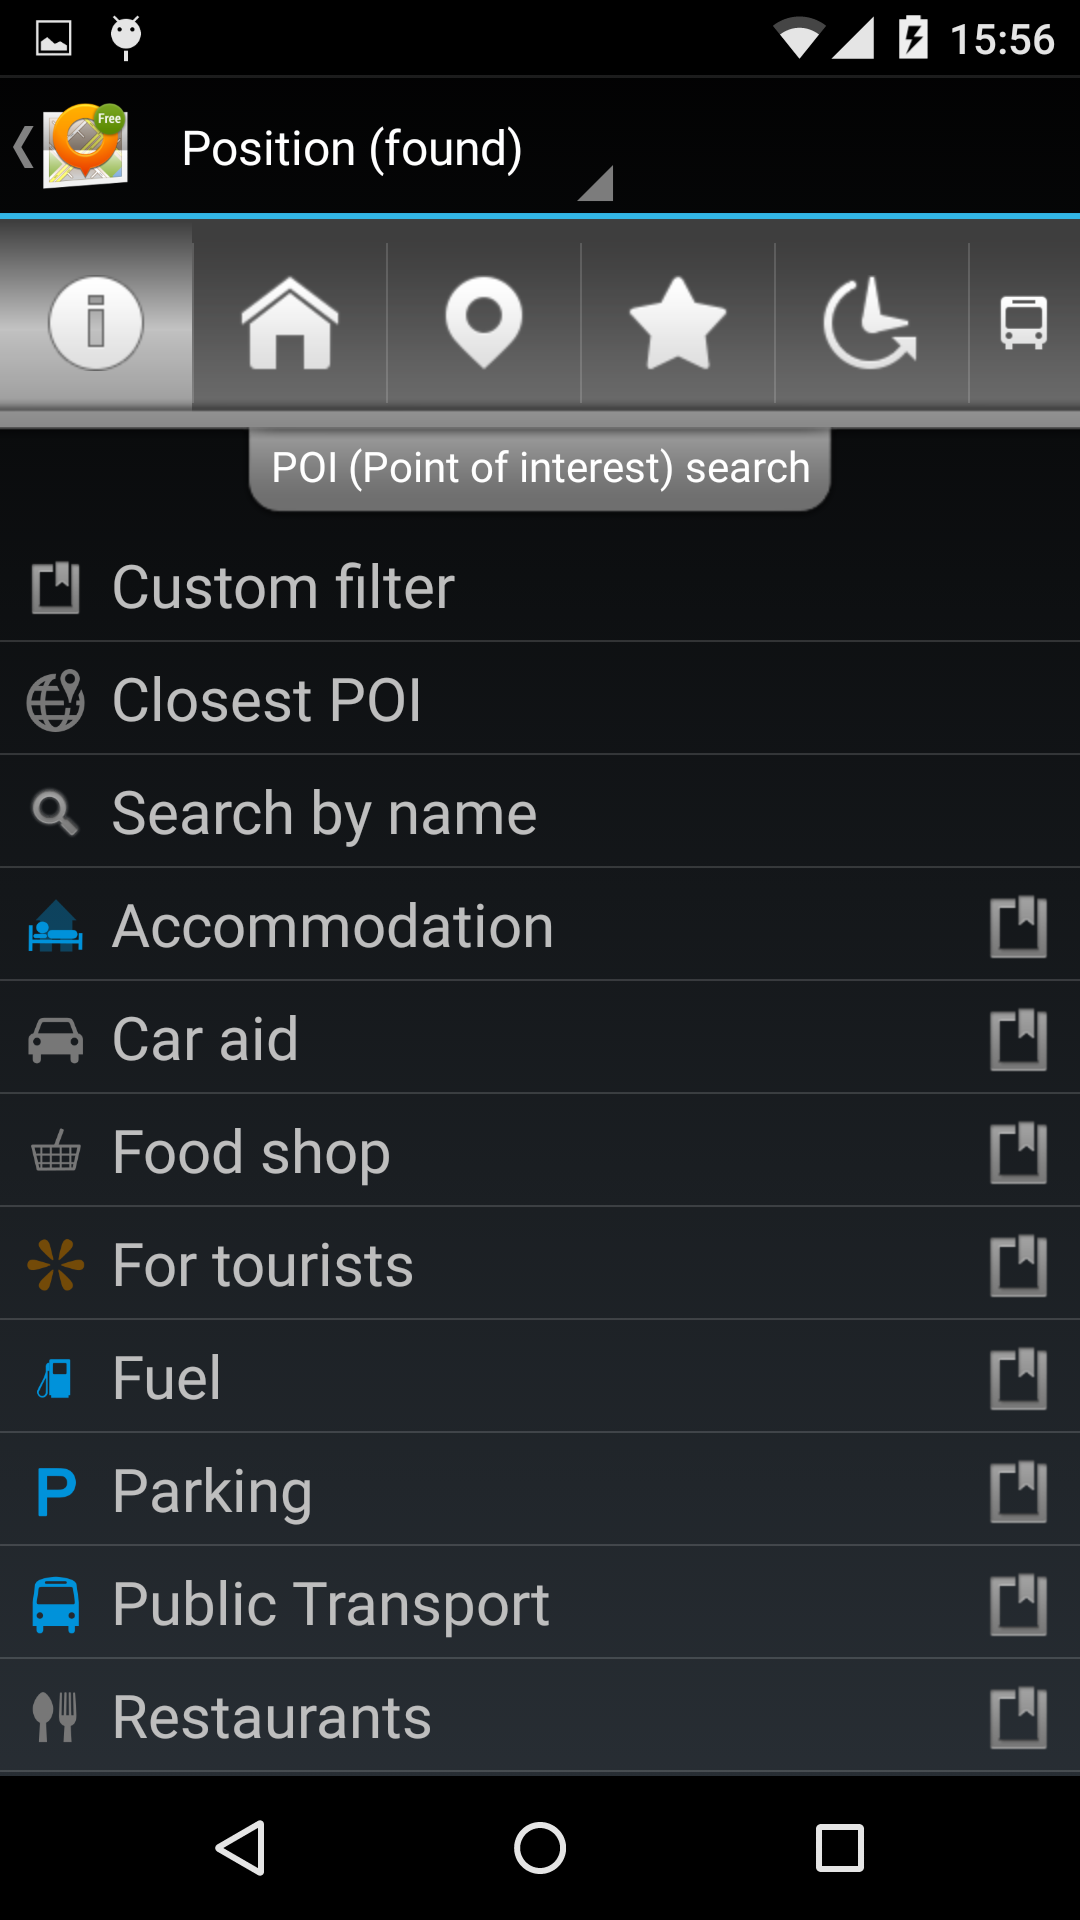 15:56
Free
Position (found)
POI (Point of interest) search
Custom filter
Closest POI
Search by name
Accommodation
Car aid
Food shop
For tourists
Fuel
P Parking
Public Transport
Restaurants